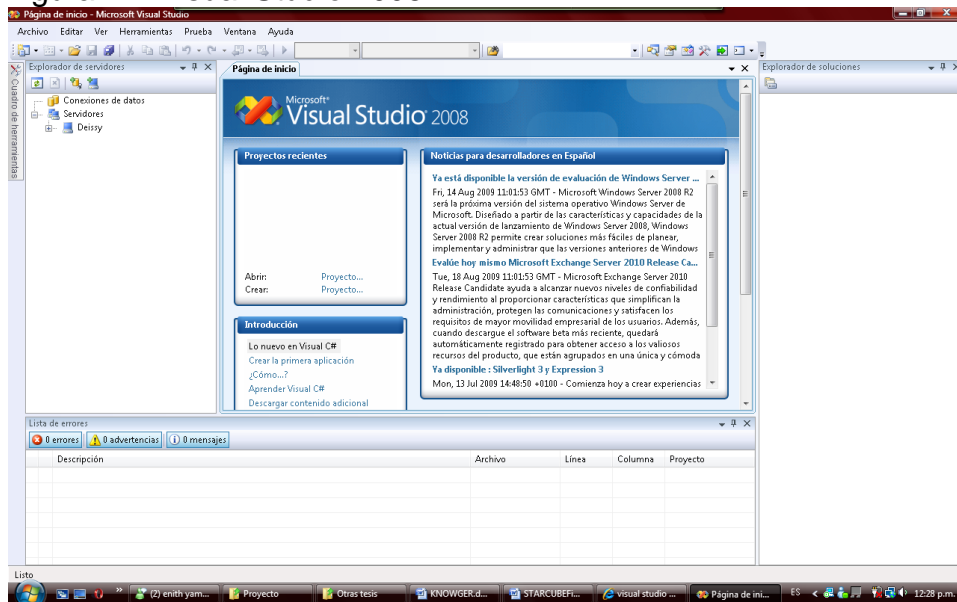 Página de inicio - Microsoft Visual Studio
Archivo Editar Ver Herramientas Prueba Ventana Ayuda
Explorador de servidores
Conexiones de datos
Servidores
Deissy
Cuadro de herramientas
Página de inicio
Microsoft
Visual Studio 2008
Proyectos recientes
Abrir: Proyecto...
Crear: Proyecto...
Introducción
Lo nuevo en Visual C#
Crear la primera aplicación
¿Cómo...?
Aprender Visual C#
Descargar contenido adicional
Noticias para desarrolladores en Español
Ya está disponible la versión de evaluación de Windows Server ...
Fri, 14 Aug 2009 11:01:53 GMT - Microsoft Windows Server 2008 R2
será la próxima versión del sistema operativo Windows Server de
Microsoft. Diseñado a partir de las características y capacidades de la
actual versión de lanzamiento de Windows Server 2008, Windows
Server 2008 R2 permite crear soluciones más fáciles de planear,
implementar y administrar que las versiones anteriores de Windows
Evalúe hoy mismo Microsoft Exchange Server 2010 Release Ca...
Tue, 18 Aug 2009 11:01:53 GMT - Microsoft Exchange Server 2010
Release Candidate ayuda a alcanzar nuevos niveles de confiabilidad
y rendimiento al proporcionar características que simplifican la
administración, protegen las comunicaciones y satisfacen los
requisitos de mayor movilidad empresarial de los usuarios. Además,
cuando descargue el software beta más reciente, quedará
automáticamente registrado para obtener acceso a los valiosos
recursos del producto, que están agrupados en una única y cómoda
Ya disponible : Silverlight 3 y Expression 3
Mon, 13 Jul 2009 14:48:50 +0100 - Comienza hoy a crear experiencias
Explorador de soluciones
Lista de errores
0 errores 0 advertencias 0 mensajes
Descripción Archivo Línea Columna Proyecto
Listo
(2) enith yam... Proyecto Otras tesis KNOWGER.d... STARCUBEFi... visual studio ... Página de ini... ES 12:28 p.m.